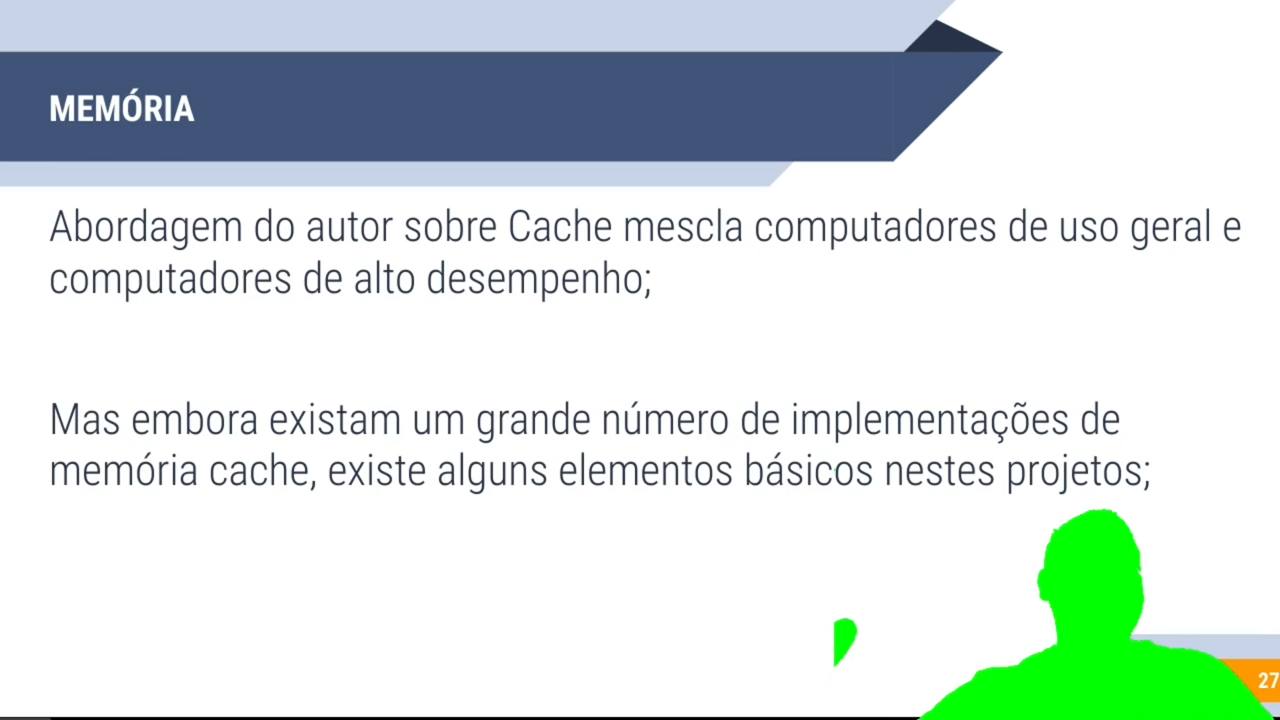 MEMÓRIA
Abordagem do autor sobre Cache mescla computadores de uso geral e
computadores de alto desempenho;
Mas embora existam um grande número de implementações de
memória cache, existe alguns elementos básicos nestes projetos;
27